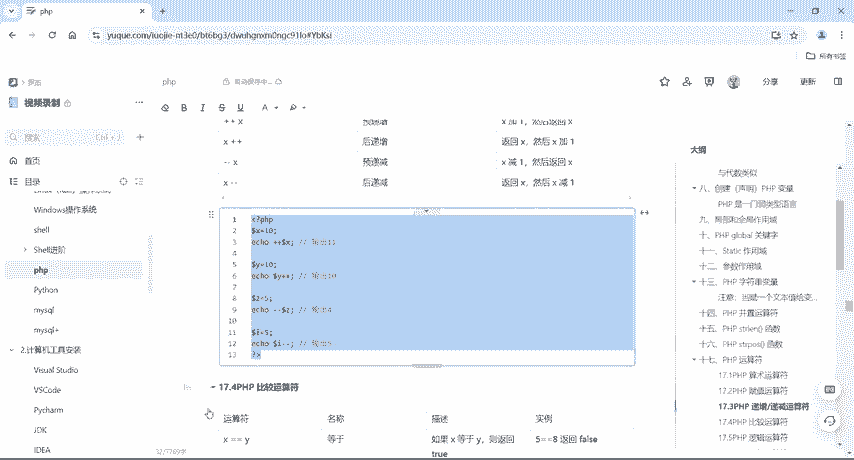 php
yuque.com/luojie-nt3e0/bt6bg3/dwuhgnxm0ngc91lo#YbKsi
所有书签
php
分享
更新
视频录制
B I S U A
搜索
Ctrl + J
首页
目录
Windows操作系统
shell
Shell进阶
php
Python
mysql
mysql+
2.计算机工具安装
Visual Studio
VSCode
Pycharm
JDK
IDEA
++ x 预递增 x 加 1，然后返回 x
x ++ 后递增 返回 x，然后 x 加 1
-- x 预递减 x 减 1，然后返回 x
x -- 后递减 返回 x，然后 x 减 1
1 <?php
2 $x=10;
3 echo ++$x; // 输出11
4
5 $y=10;
6 echo $y++; // 输出10
7
8 $z=5;
9 echo --$z; // 输出4
10
11 $i=5;
12 echo $i--; // 输出5
13 ?>
17.4PHP 比较运算符
运算符 名称 描述 实例
x == y 等于 如果 x 等于 y，则返回 true 5==8 返回 false
大纲
与代数类似
八、创建（声明）PHP 变量
PHP 是一门弱类型语言
九、局部和全局作用域
十、PHP global 关键字
十一、Static 作用域
十二、参数作用域
十三、PHP 字符串变量
注意：当赋一个文本值给变...
十四、PHP 并置运算符
十五、PHP strlen() 函数
十六、PHP strpos() 函数
十七、PHP 运算符
17.1PHP 算术运算符
17.2PHP 赋值运算符
17.3PHP 递增/递减运算符
17.4PHP 比较运算符
17.5PHP 逻辑运算符